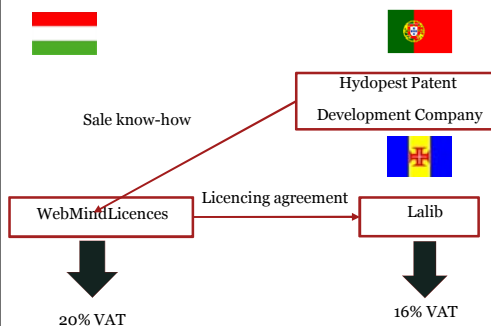 Hydopest Patent
Development Company
Sale know-how
Licencing agreement
WebMindLicences
Lalib
20% VAT
16% VAT